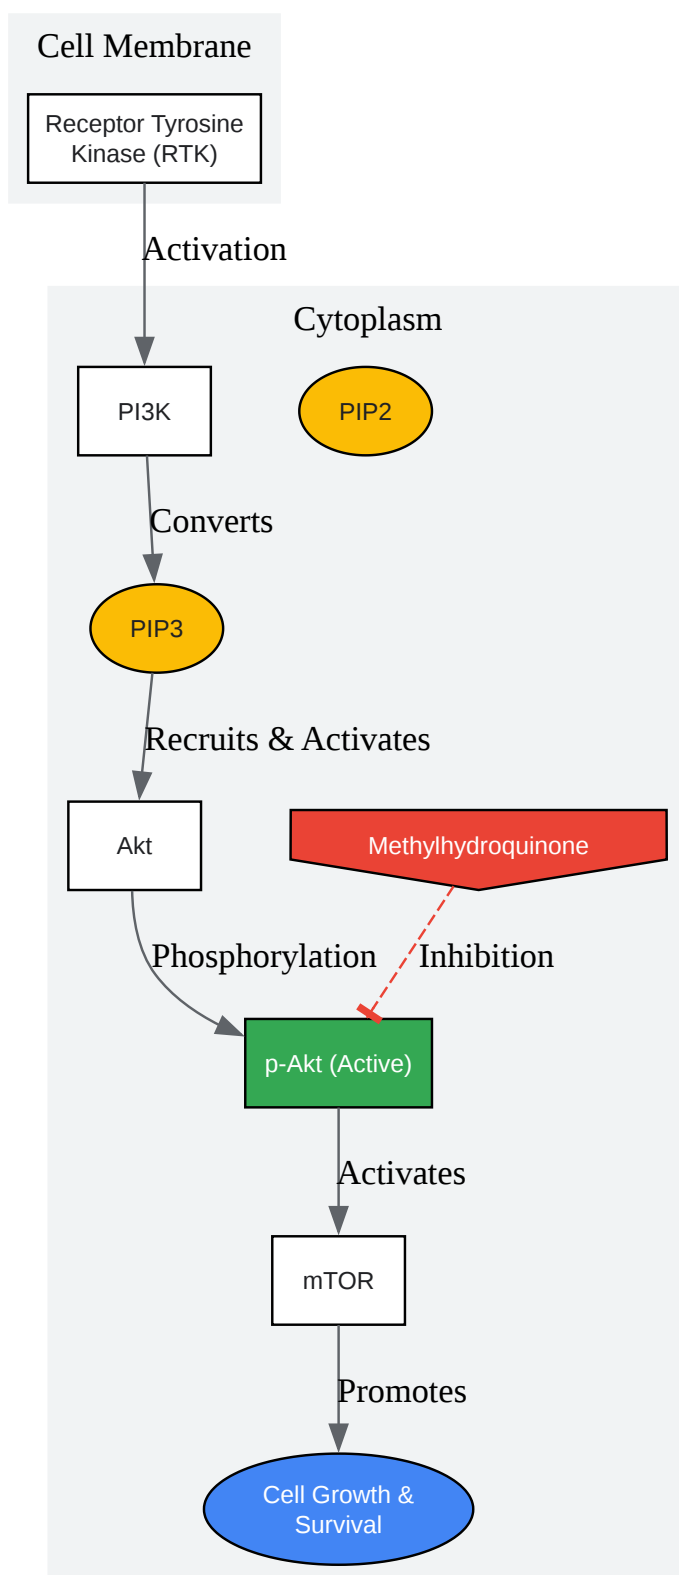 Cell Membrane
Receptor Tyrosine
Kinase (RTK)
Activation
Cytoplasm
PI3K
PIP2
Converts
PIP3
Recruits & Activates
Akt
Methylhydroquinone
Phosphorylation
Inhibition
p-Akt (Active)
Activates
mTOR
Promotes
Cell Growth &
Survival